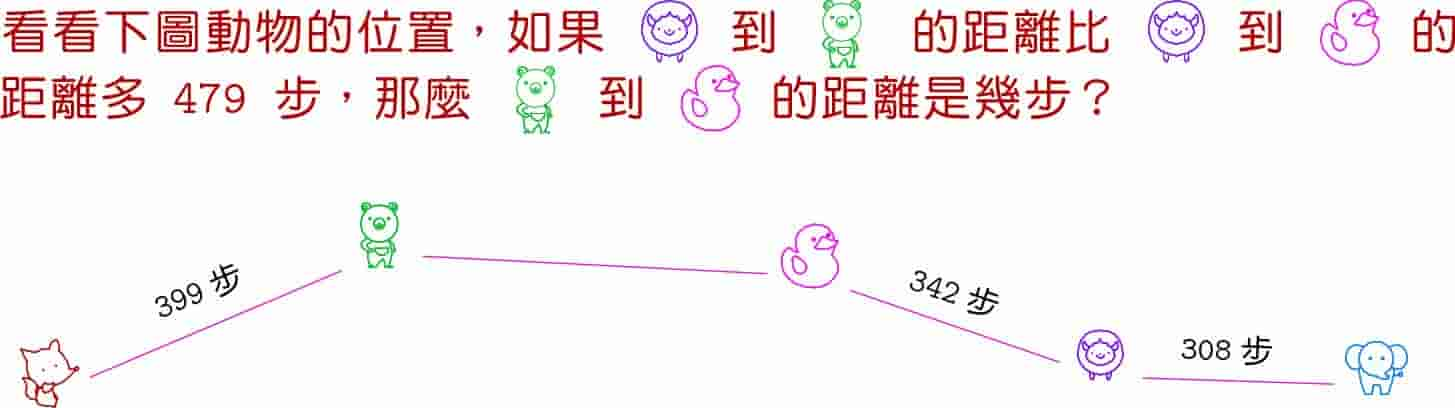 看看下圖動物的位置，如果 到 的距離比 到 的
距離多 479 步，那麼 到 的距離是幾步？
399 步
342 步
308 步